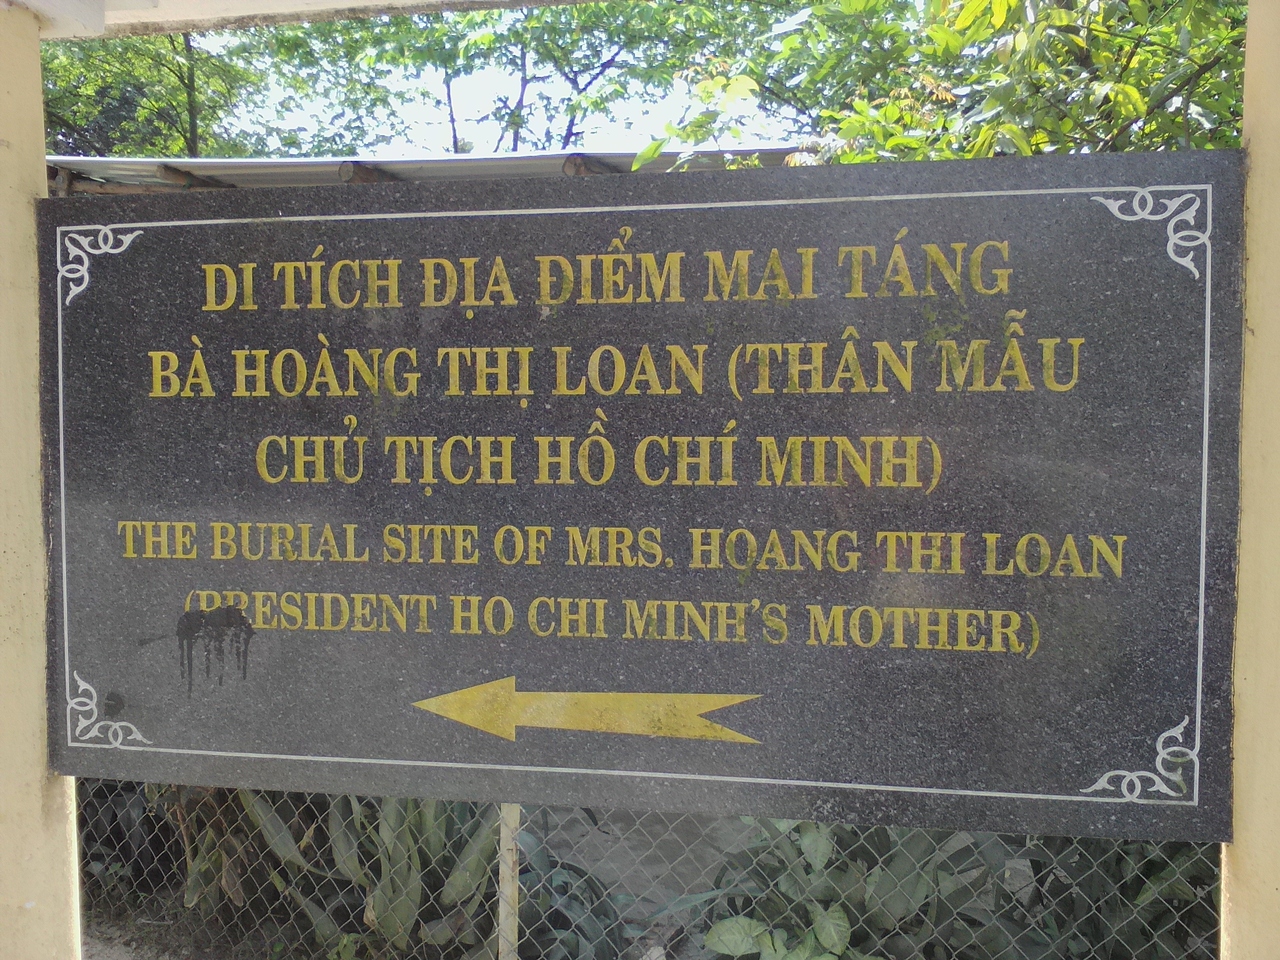 DI TÍCH ĐỊA ĐIỂM MAI TÁNG
BÀ HOÀNG THỊ LOAN (THÂN MẪU
CHỦ TỊCH HỒ CHÍ MINH)
THE BURIAL SITE OF MRS. HOANG THI LOAN
(PRESIDENT HO CHI MINH'S MOTHER)